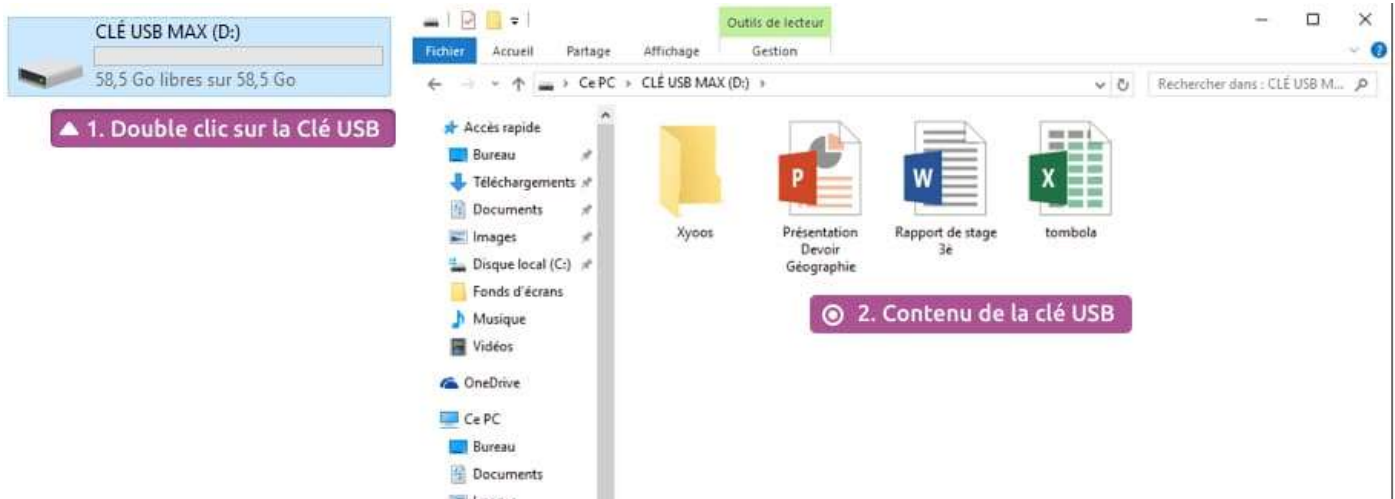 CLÉ USB MAX (D:)
58,5 Go libres sur 58,5 Go
1. Double clic sur la Clé USB
Outils de lecteur
Fichier Accueil Partage Affichage Gestion
Ce PC CLÉ USB MAX (D:)
Rechercher dans : CLÉ USB M...
Accès rapide
Bureau
Téléchargements
Documents
Images
Disque local (C:)
Fonds d'écrans
Musique
Vidéos
OneDrive
Ce PC
Bureau
Documents
Xyoos
P
Présentation
Devoir
Géographie
W
Rapport de stage
3è
X
tombola
2. Contenu de la clé USB